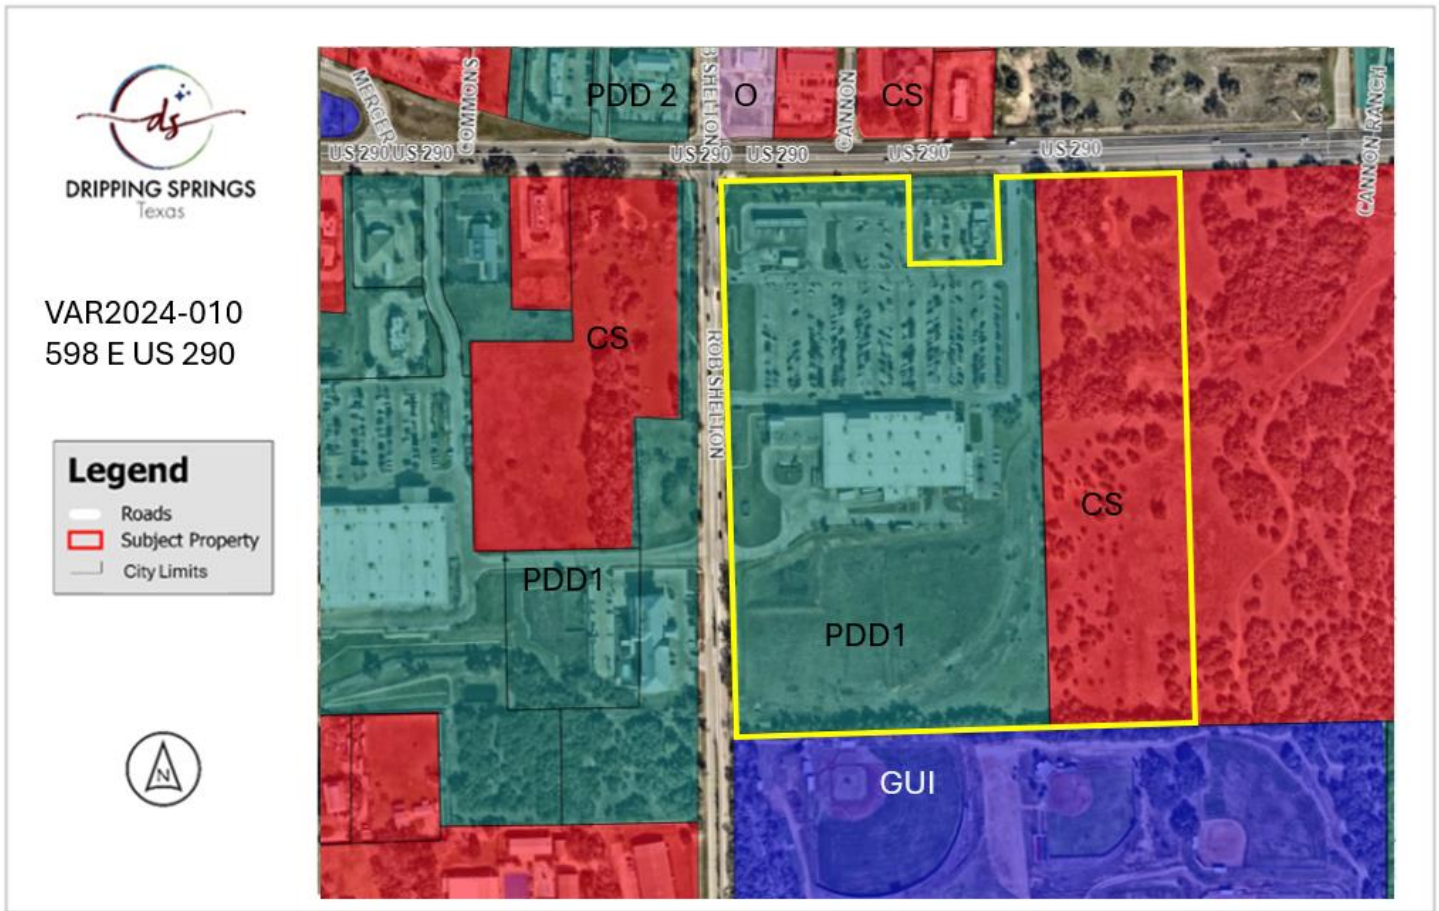 ds
DRIPPING SPRINGS
Texas
VAR2024-010
598 E US 290
Legend
Roads
Subject Property
City Limits
N
MERCER
COMMONS
PDD 2
B SHELTON
O
CANNON
CS
CANNON RANCH
US 290
US 290
US 290
US 290
US 290
US 290
CS
ROB SHELTON
CS
PDD1
PDD1
GUI